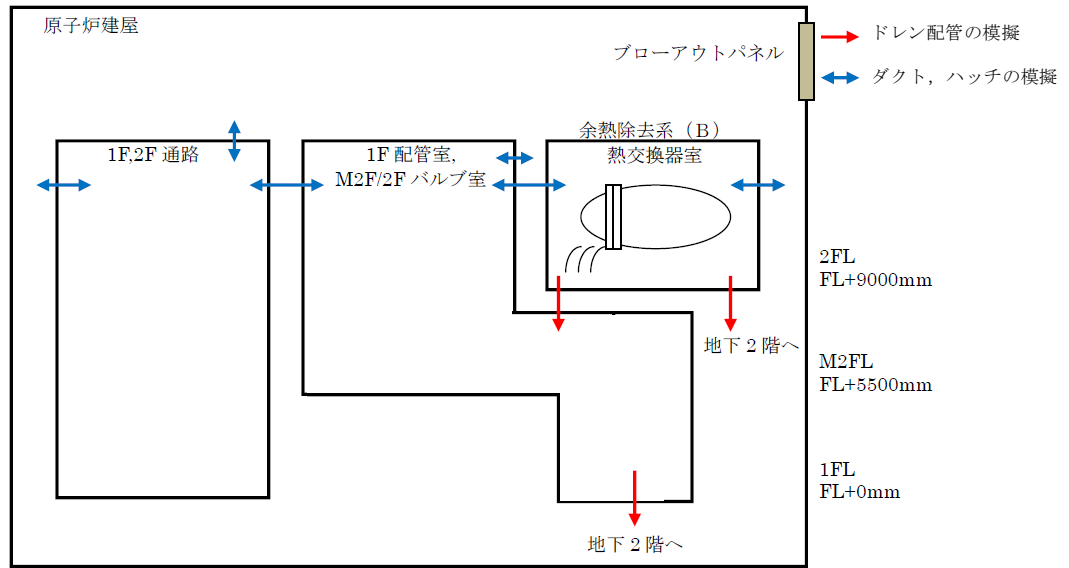 原子炉建屋
ブローアウトパネル
ドレン配管の模擬
ダクト，ハッチの模擬
1F,2F 通路
1F 配管室,
M2F/2F バルブ室
余熱除去系（B）
熱交換器室
2FL
FL+9000mm
地下 2 階へ
M2FL
FL+5500mm
1FL
FL+0mm
地下 2 階へ